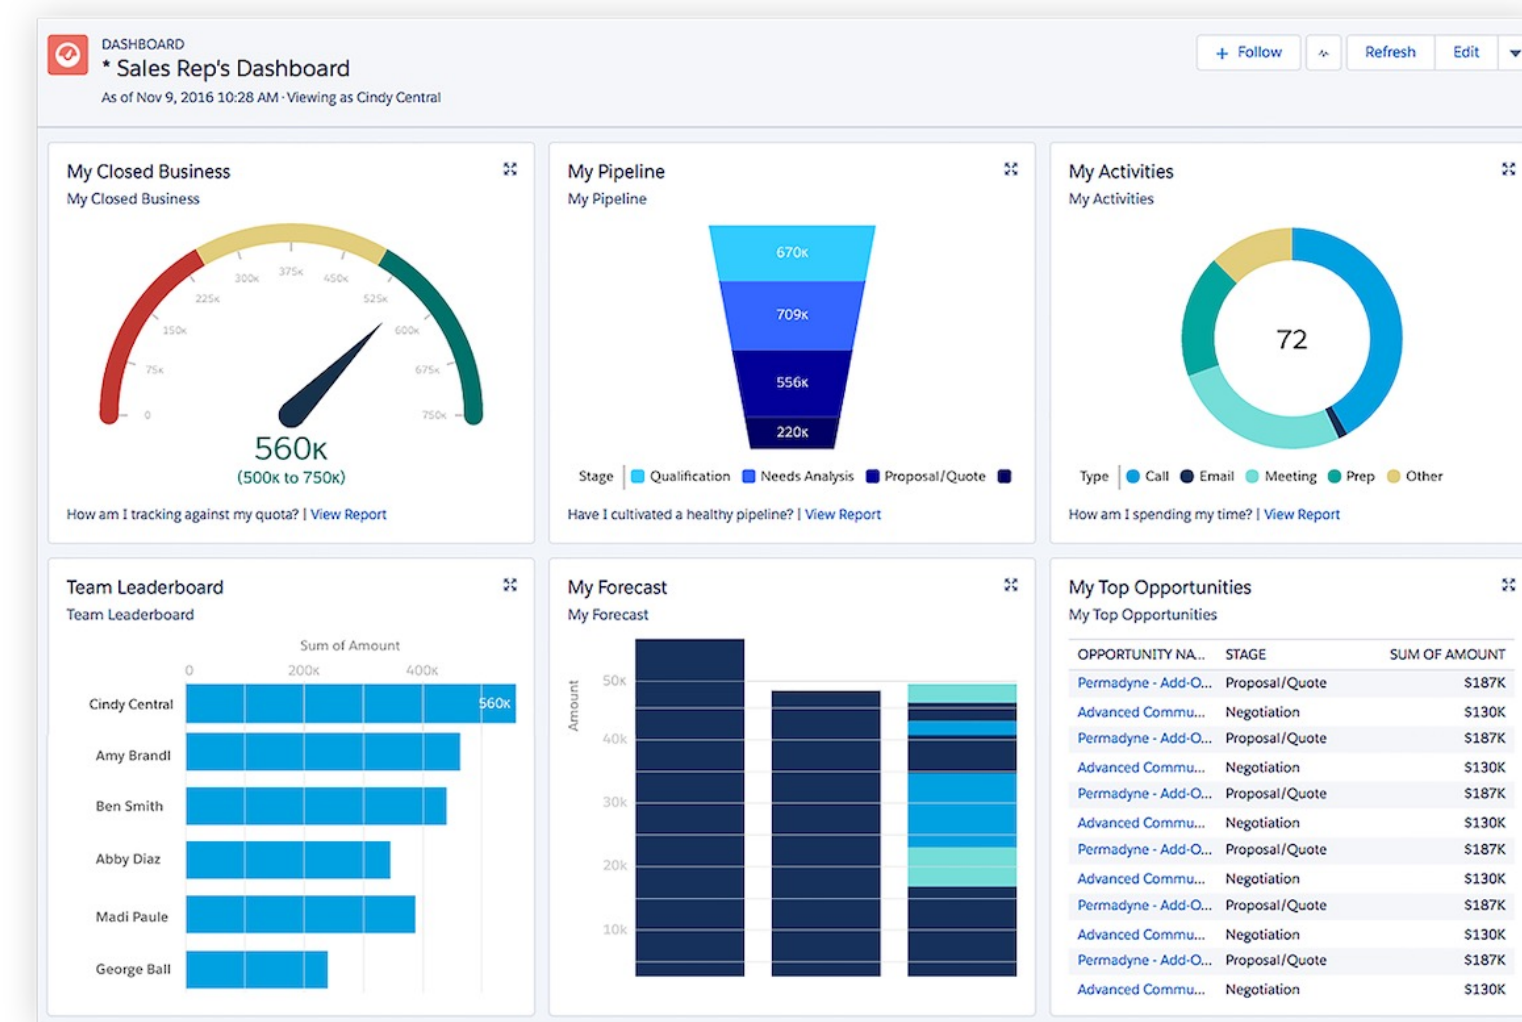 DASHBOARD
* Sales Rep's Dashboard
As of Nov 9, 2016 10:28 AM · Viewing as Cindy Central
+ Follow
Refresh
Edit
My Closed Business
My Closed Business
0
75K
150K
225K
300K
375K
450K
525K
600K
675K
750K
560K
(500K to 750K)
How am I tracking against my quota? | View Report
My Pipeline
My Pipeline
670K
709K
556K
220K
Stage | Qualification Needs Analysis Proposal/Quote
Have I cultivated a healthy pipeline? | View Report
My Activities
My Activities
72
Type | Call Email Meeting Prep Other
How am I spending my time? | View Report
Team Leaderboard
Team Leaderboard
Sum of Amount
0 200K 400K
Cindy Central 560K
Amy Brandl
Ben Smith
Abby Diaz
Madi Paule
George Ball
My Forecast
My Forecast
Amount
50K
40K
30K
20K
10K
My Top Opportunities
My Top Opportunities
OPPORTUNITY NA... STAGE SUM OF AMOUNT
Permadyne - Add-O... Proposal/Quote $187K
Advanced Commu... Negotiation $130K
Permadyne - Add-O... Proposal/Quote $187K
Advanced Commu... Negotiation $130K
Permadyne - Add-O... Proposal/Quote $187K
Advanced Commu... Negotiation $130K
Permadyne - Add-O... Proposal/Quote $187K
Advanced Commu... Negotiation $130K
Permadyne - Add-O... Proposal/Quote $187K
Advanced Commu... Negotiation $130K
Permadyne - Add-O... Proposal/Quote $187K
Advanced Commu... Negotiation $130K